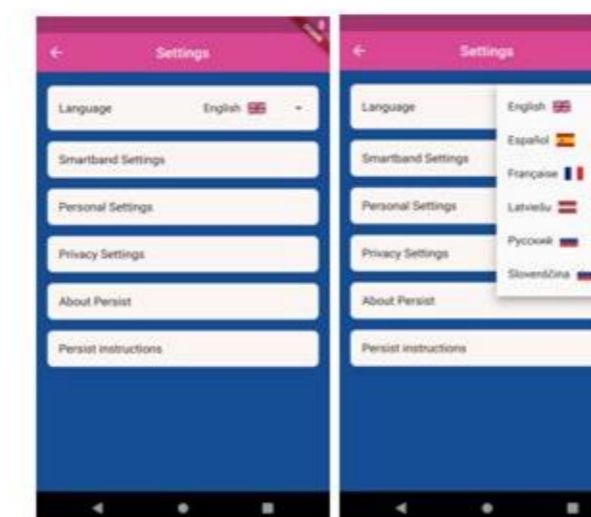 Settings
Language English
Smartband Settings
Personal Settings
Privacy Settings
About Persist
Persist instructions
Settings
Language English
Español
Smartband Settings
Française
Personal Settings
Latviešu
Русский
Privacy Settings
Slovenščina
About Persist
Persist instructions